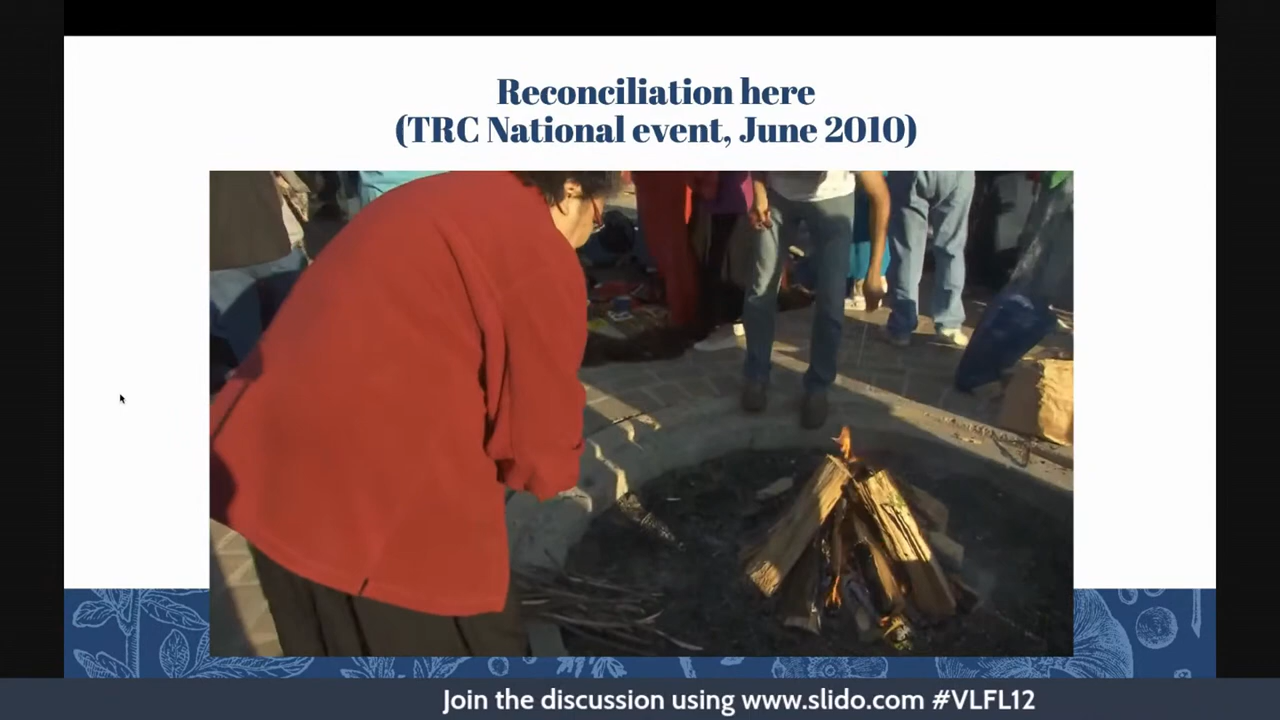 Reconciliation here
(TRC National event, June 2010)
Join the discussion using www.slido.com #VLFL12